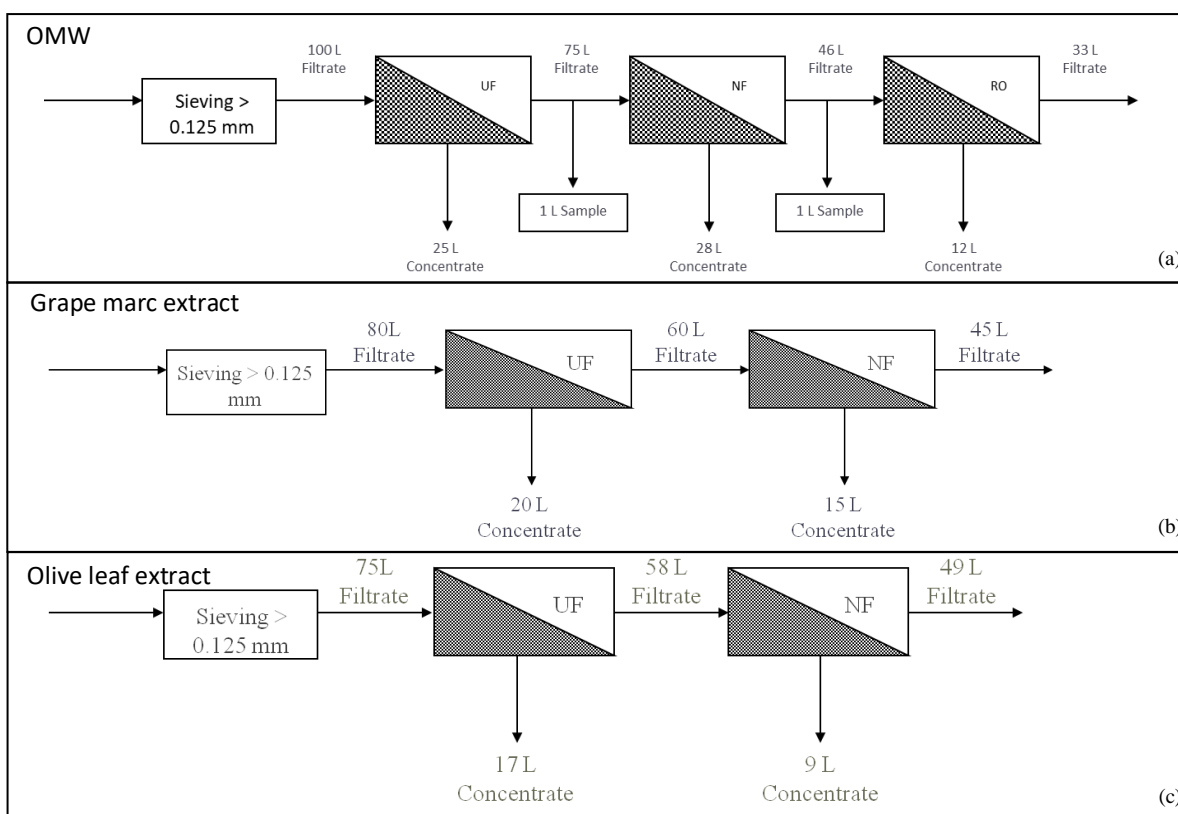 OMW
100 L
Filtrate
75 L
Filtrate
46 L
Filtrate
33 L
Filtrate
Sieving >
0.125 mm
UF
NF
RO
1 L Sample
1 L Sample
25 L
Concentrate
28 L
Concentrate
12 L
Concentrate
(a)
Grape marc extract
80L
Filtrate
60 L
Filtrate
45 L
Filtrate
Sieving > 0.125
mm
UF
NF
20 L
Concentrate
15 L
Concentrate
(b)
Olive leaf extract
75L
Filtrate
58 L
Filtrate
49 L
Filtrate
Sieving >
0.125 mm
UF
NF
17 L
Concentrate
9 L
Concentrate
(c)